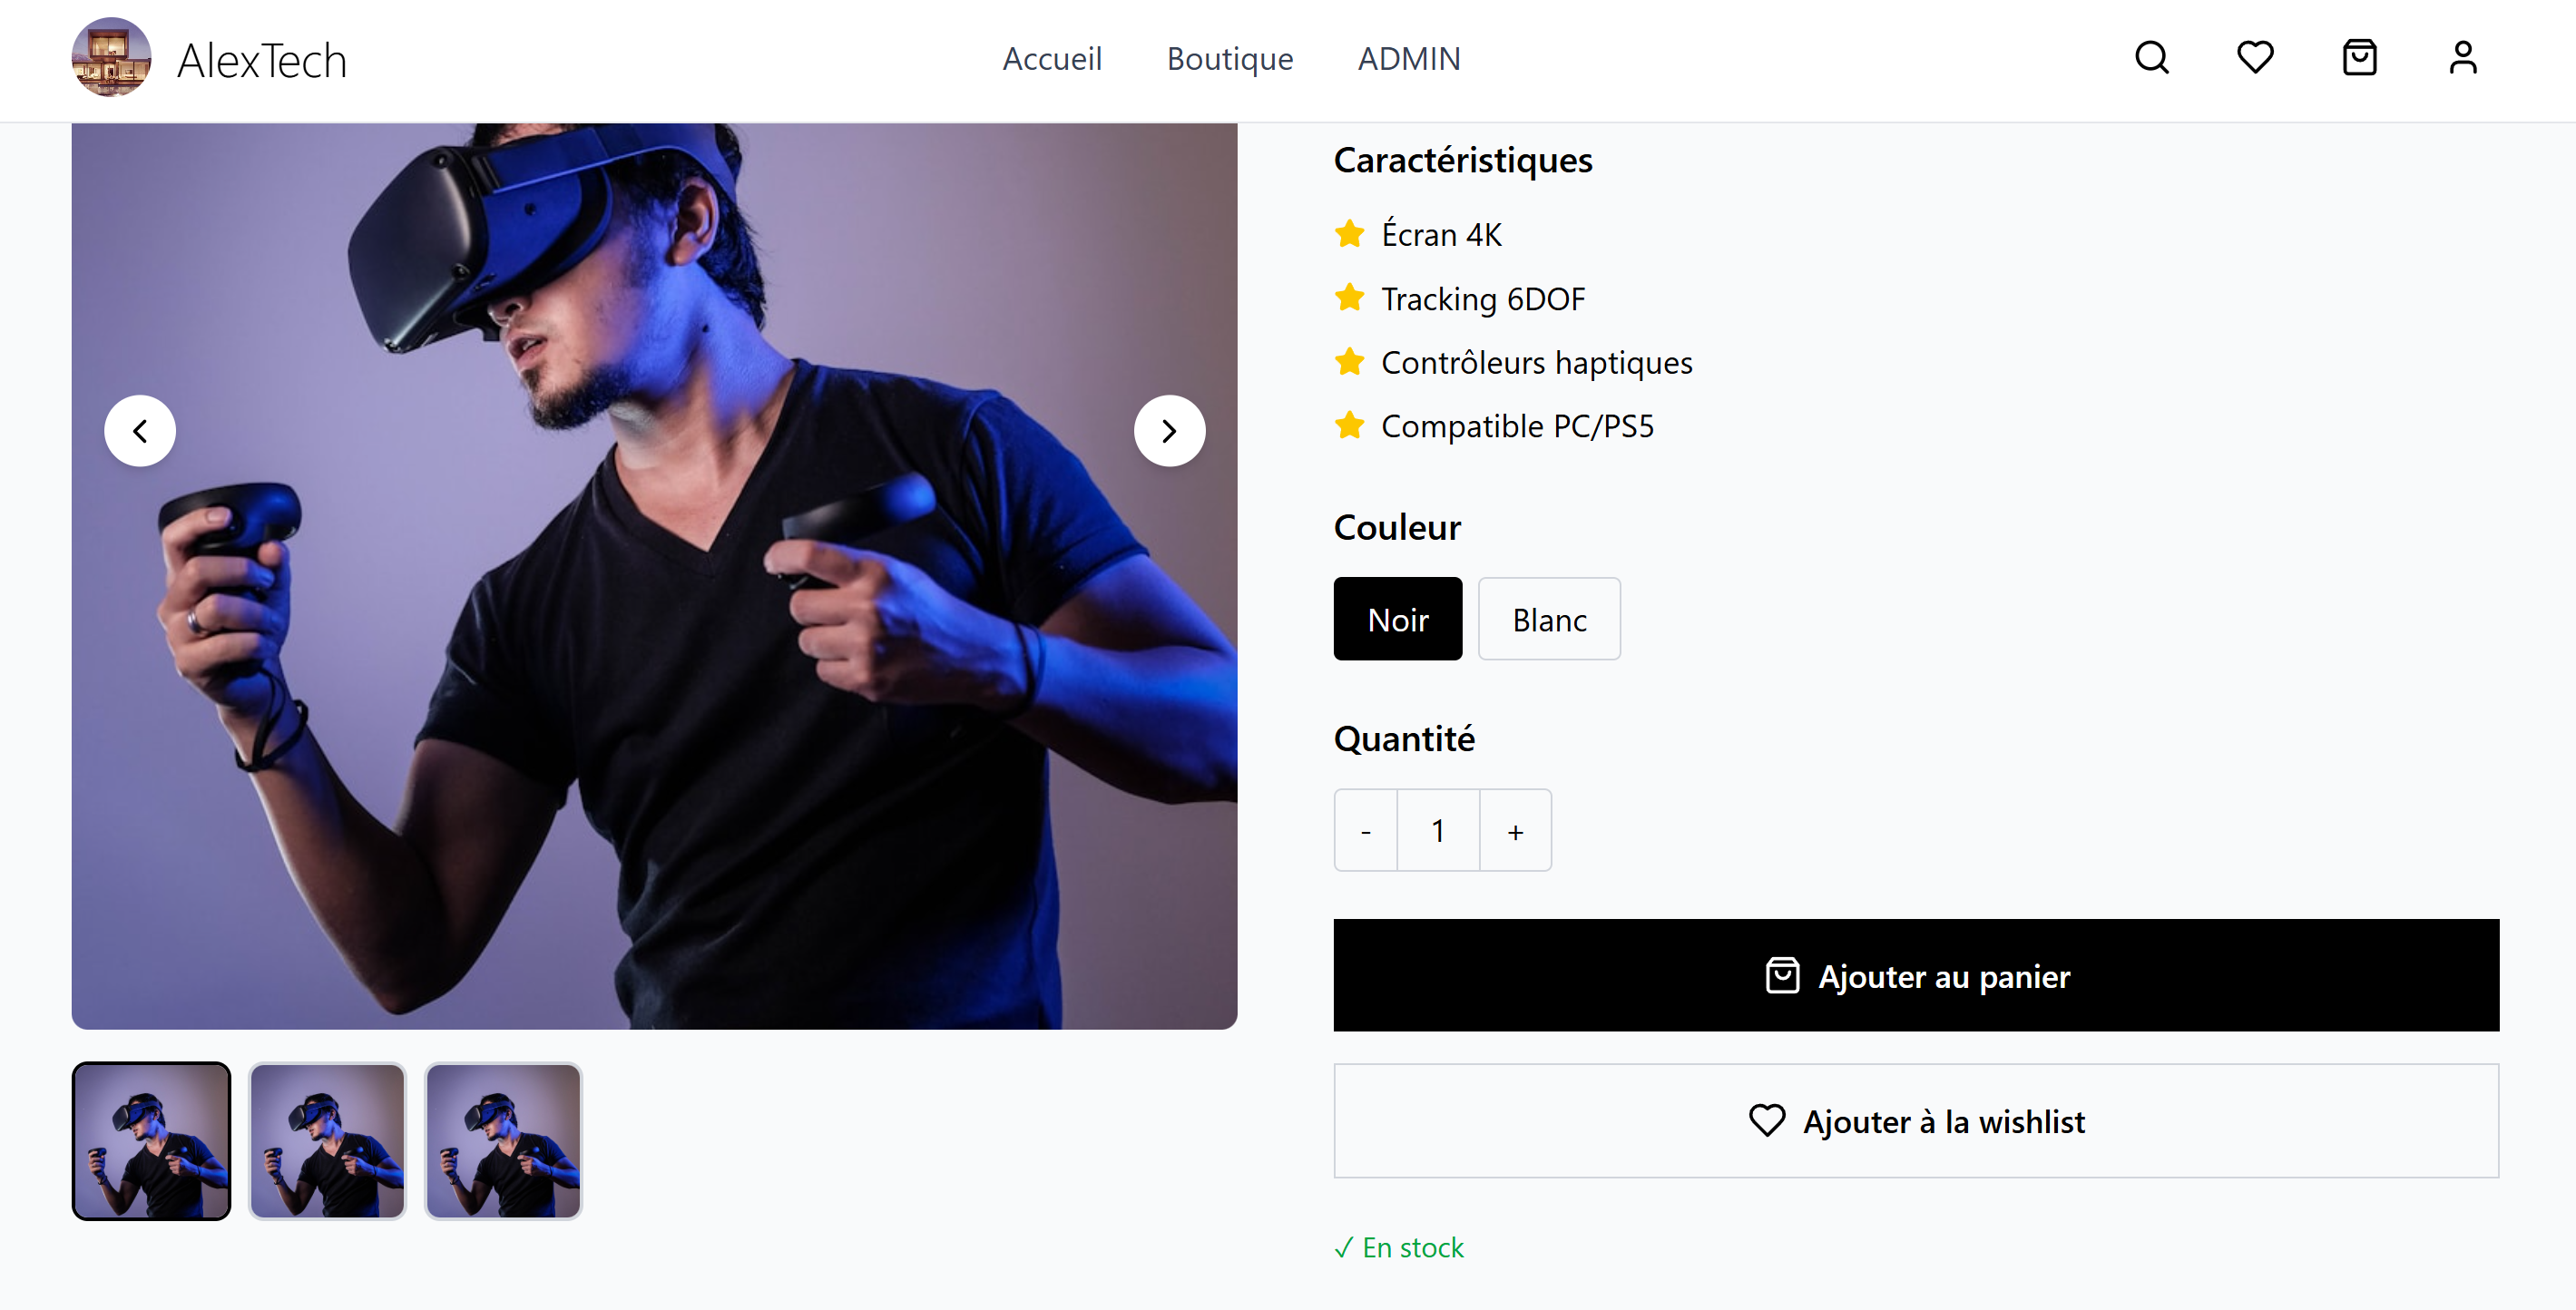 AlexTech
Accueil
Boutique
ADMIN
Caractéristiques
Écran 4K
Tracking 6DOF
Contrôleurs haptiques
Compatible PC/PS5
Couleur
Noir
Blanc
Quantité
- 1 +
Ajouter au panier
Ajouter à la wishlist
✓ En stock